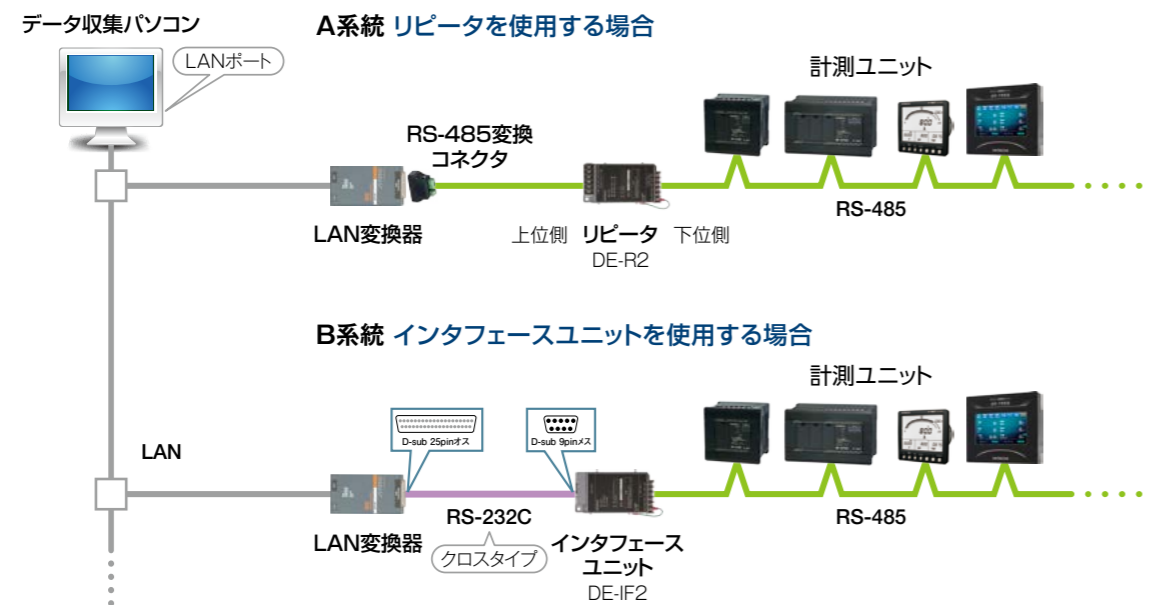 データ収集パソコン
LANポート
A系統 リピータを使用する場合
計測ユニット
RS-485変換
コネクタ
RS-485
LAN変換器
上位側 リピータ 下位側
DE-R2
B系統 インタフェースユニットを使用する場合
計測ユニット
D-sub 25pinオス
D-sub 9pinメス
LAN
RS-232C
RS-485
LAN変換器
クロスタイプ
インタフェース
ユニット
DE-IF2